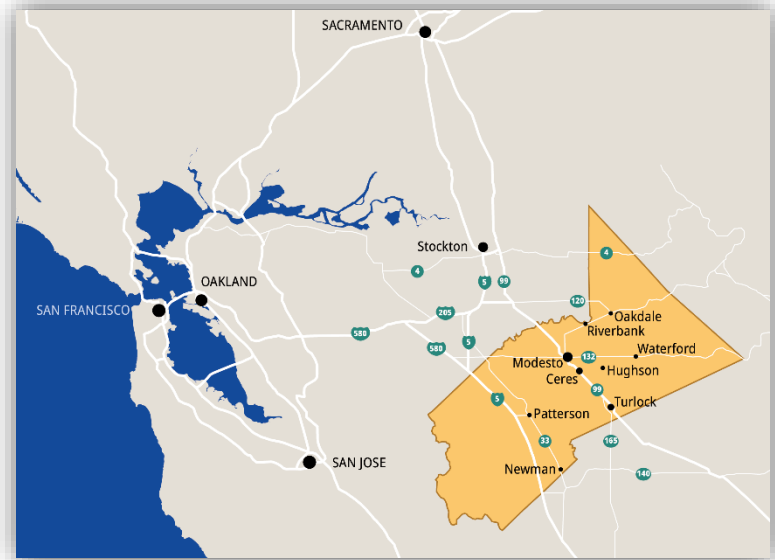 SACRAMENTO
Stockton
4
4
5
99
OAKLAND
SAN FRANCISCO
120
205
Oakdale
Riverbank
580
5
580
Waterford
Modesto
132
Hughson
Ceres
99
5
Turlock
Patterson
33
165
SAN JOSE
Newman
140